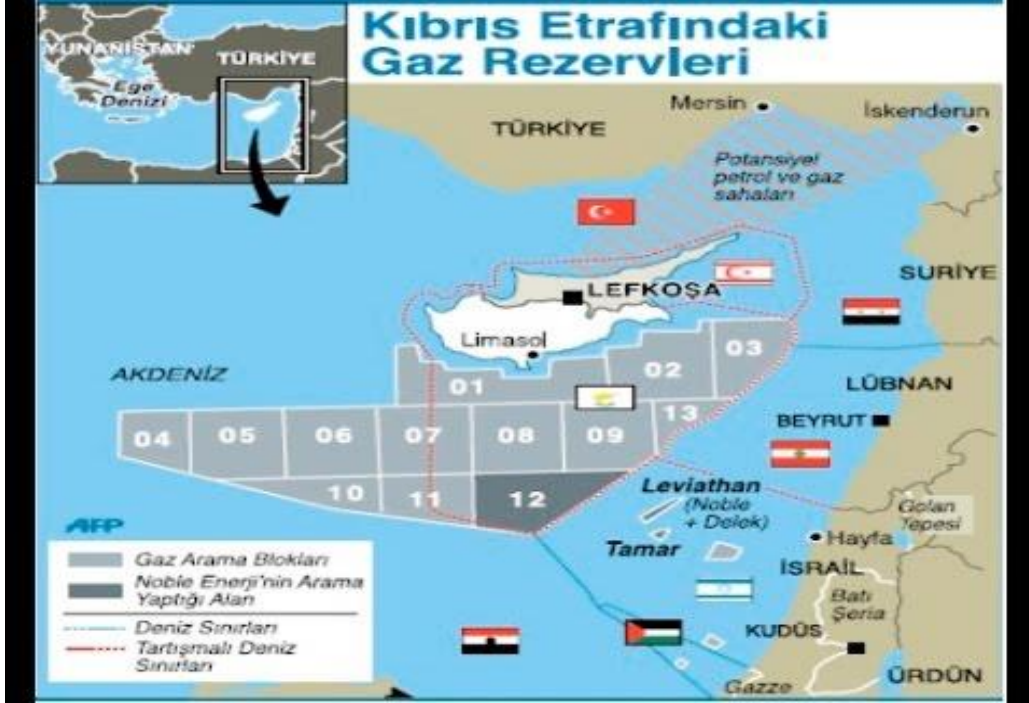 Kıbrıs Etrafındaki
Gaz Rezervleri
YUNANİSTAN
TÜRKİYE
Ege
Denizi
Mersin
İskenderun
TÜRKİYE
Potansiyel
petrol ve gaz
sahaları
SURİYE
LEFKOŞA
Limasol
AKDENİZ
01
02
03
LÜBNAN
BEYRUT
04
05
06
07
08
09
13
10
11
12
Leviathan
(Noble
+ Delek)
Tamar
Golan
Tepesi
Hayfa
İSRAİL
Batı
Şeria
KUDÜS
ÜRDÜN
Gazze
AFP
Gaz Arama Blokları
Noble Enerji'nin Arama
Yaptığı Alan
Deniz Sınırları
Tartışmalı Deniz
Sınırları